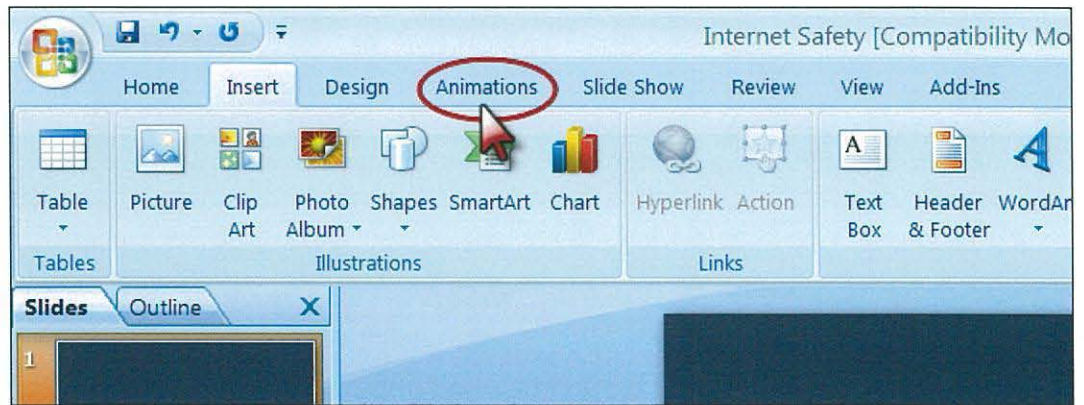 Internet Safety [Compatibility Mo
Home Insert Design Animations Slide Show Review View Add-Ins
Table Picture Clip Art Photo Album Shapes SmartArt Chart Hyperlink Action Text Box Header & Footer WordAr
Tables Illustrations Links
Slides Outline X
1